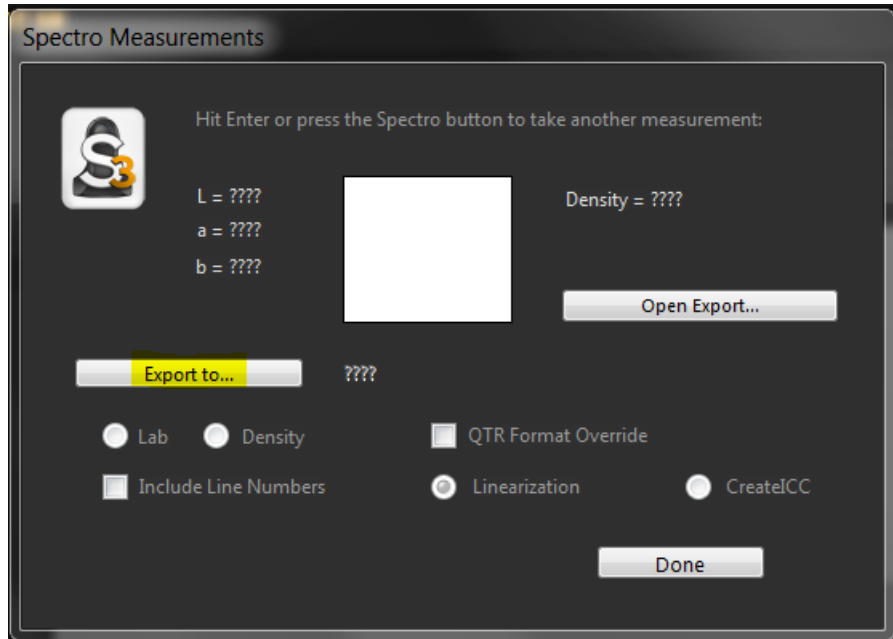 Spectro Measurements
Hit Enter or press the Spectro button to take another measurement:
S3
L = ????
a = ????
b = ????
Density = ????
Open Export...
Export to...
????
Lab
Density
QTR Format Override
Include Line Numbers
Linearization
CreateICC
Done